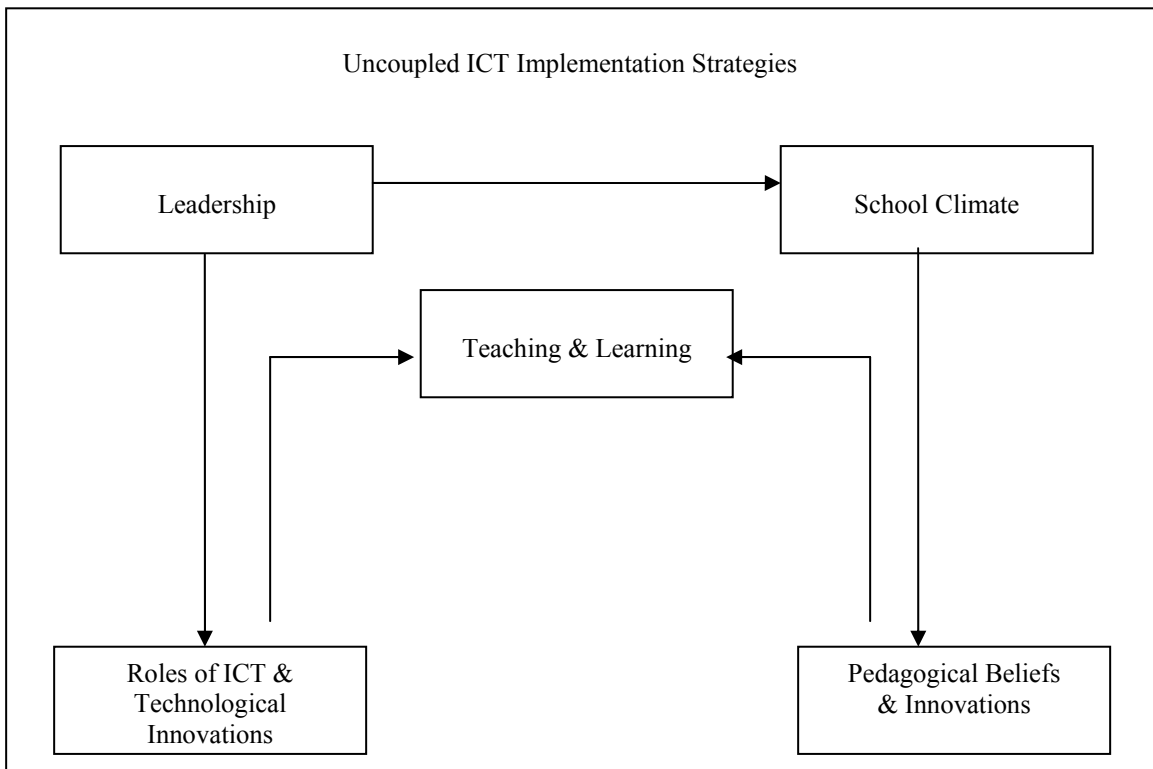 Uncoupled ICT Implementation Strategies
Leadership
School Climate
Teaching & Learning
Roles of ICT &
Technological
Innovations
Pedagogical Beliefs
& Innovations